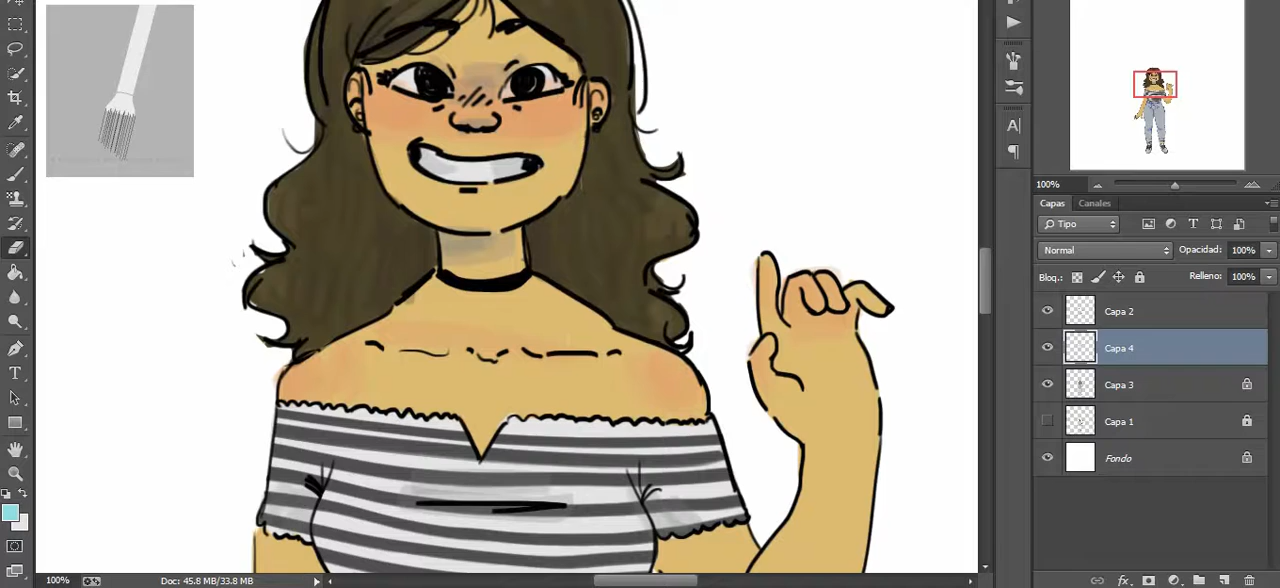 100%
Capas Canales
Tipo
Normal Opacidad: 100%
Bloq.: Relleno: 100%
Capa 2
Capa 4
Capa 3
Capa 1
Fondo
T
A
fx
100% Doc: 45.8 MB/33.8 MB